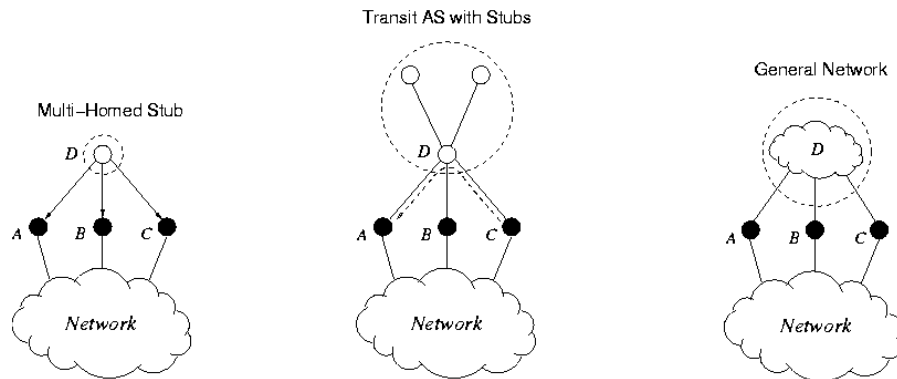 Transit AS with Stubs
General Network
Multi-Homed Stub
D
D
D
A
B
C
A
B
C
A
B
C
Network
Network
Network